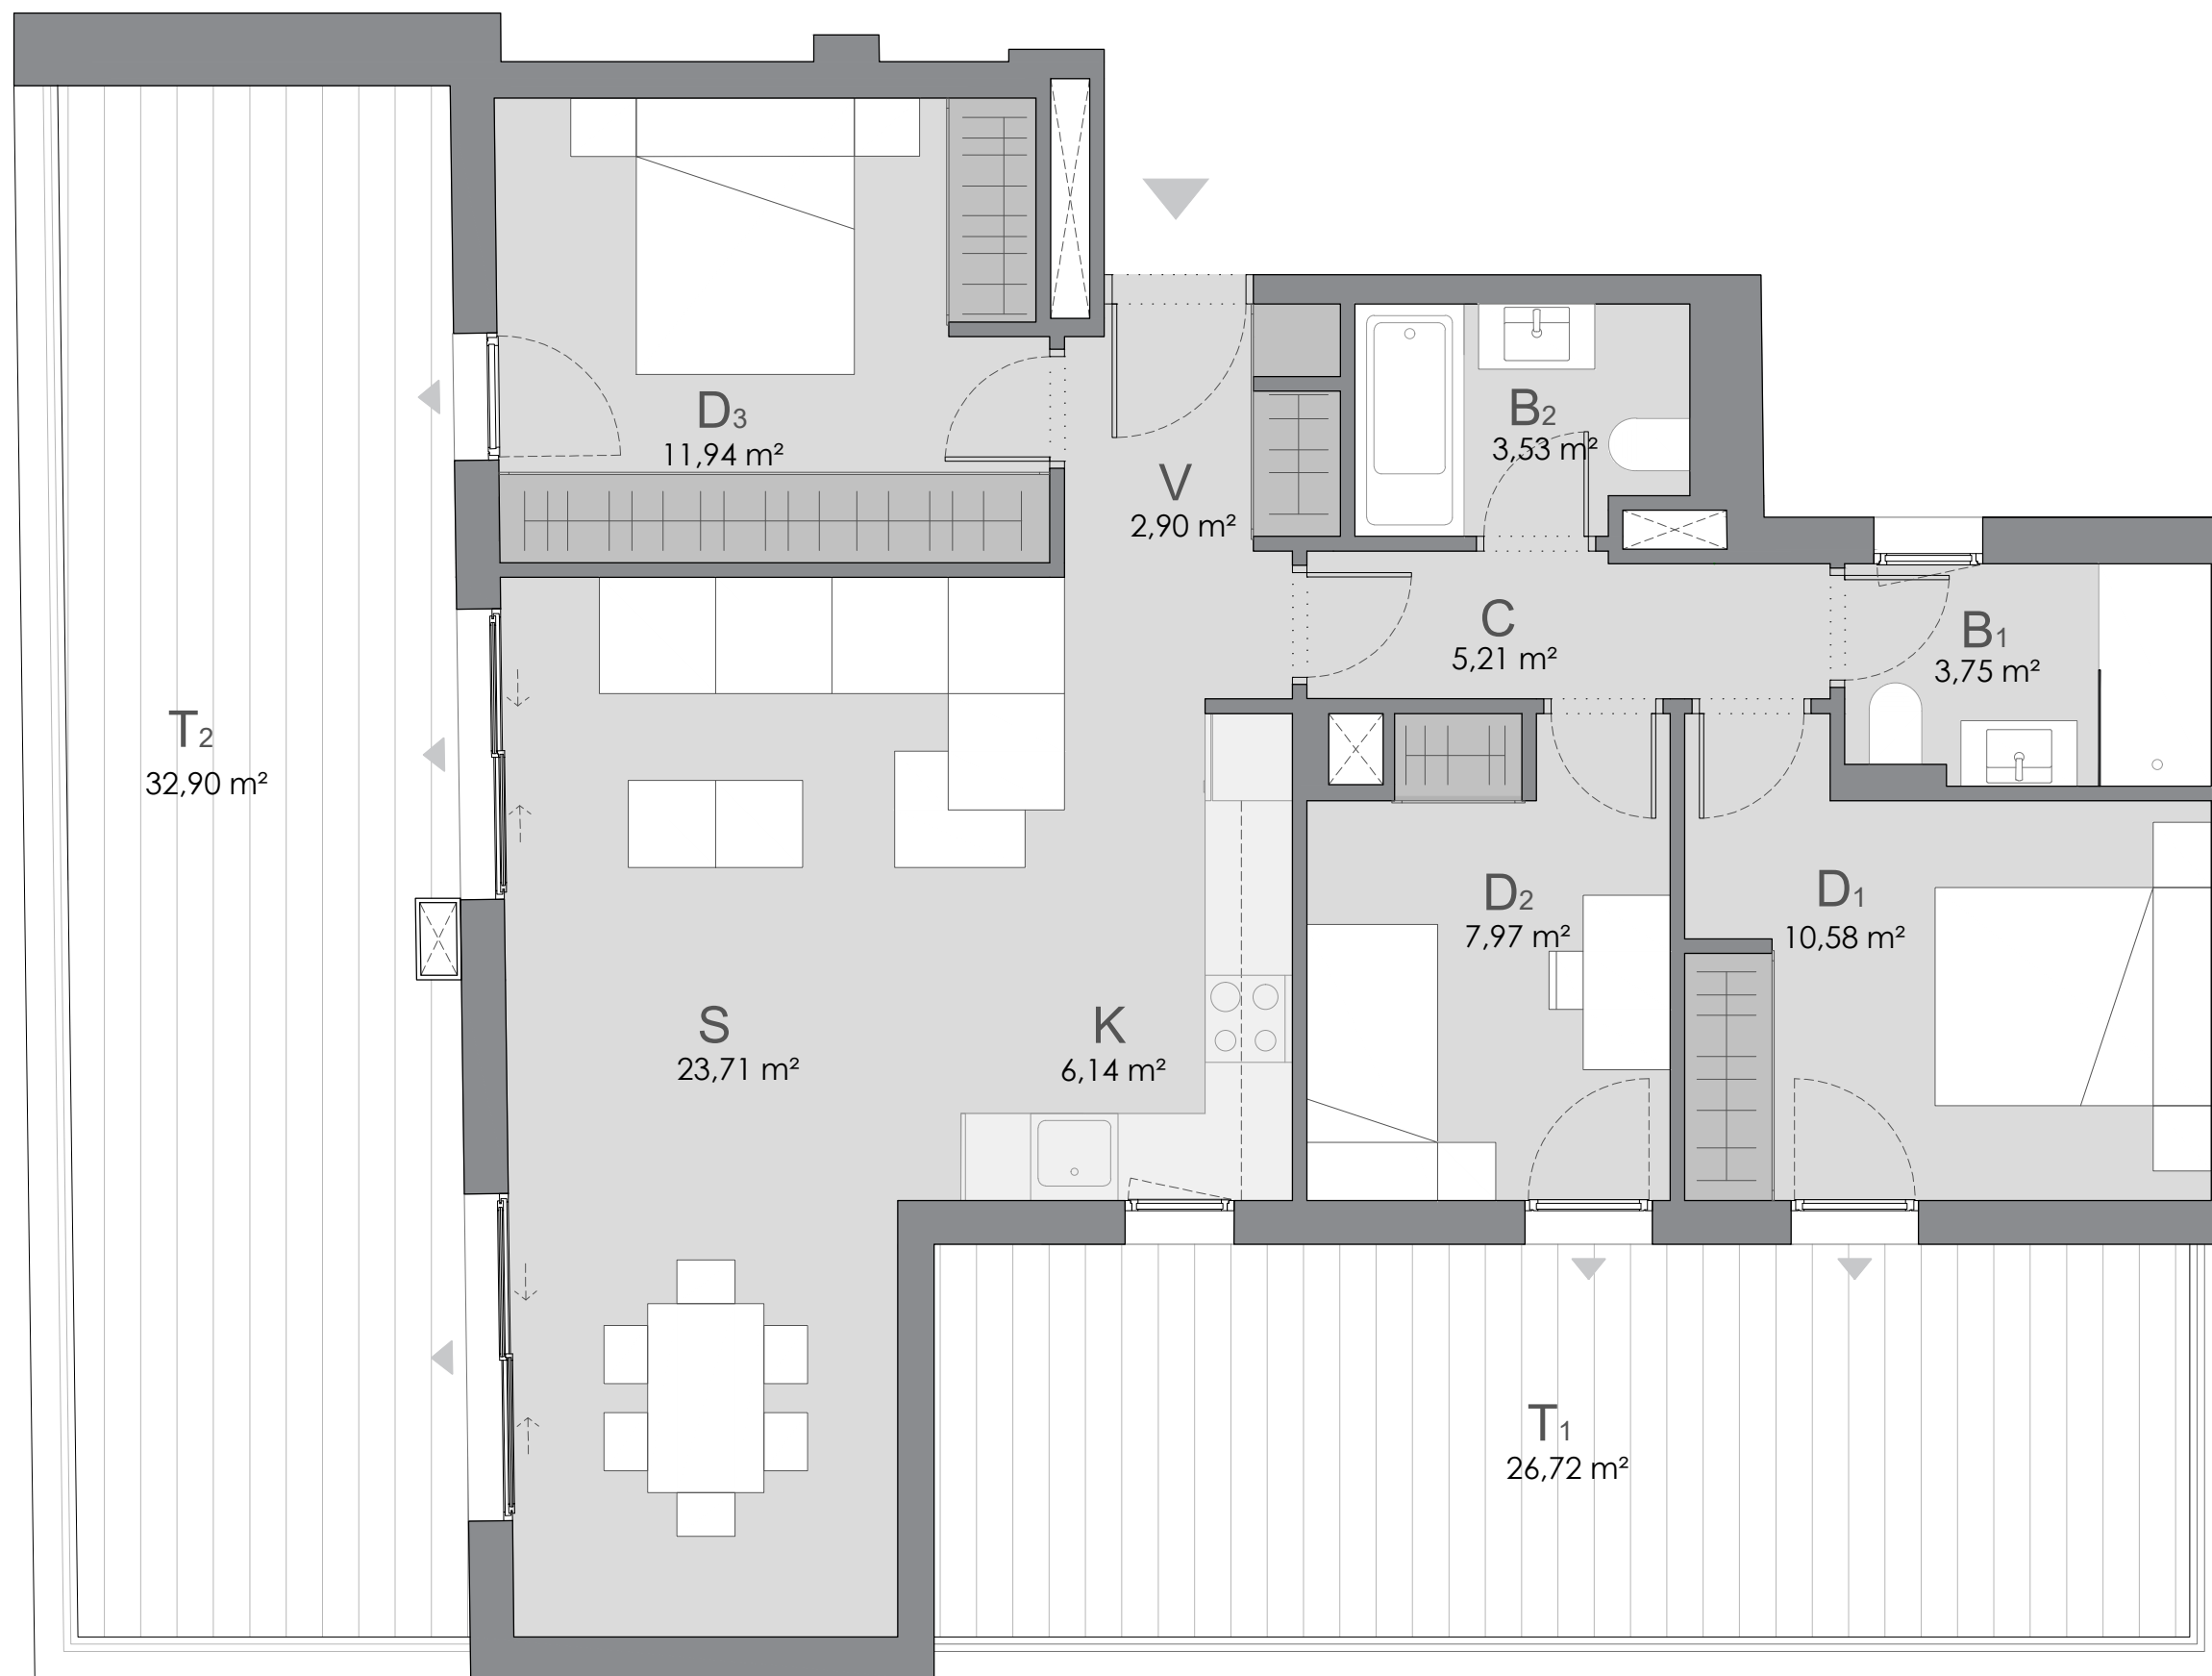 D₃
11,94 m²
B₂
3,53 m²
V
2,90 m²
C
5,21 m²
B₁
3,75 m²
T₂
32,90 m²
D₂
7,97 m²
D₁
10,58 m²
S
23,71 m²
K
6,14 m²
T₁
26,72 m²